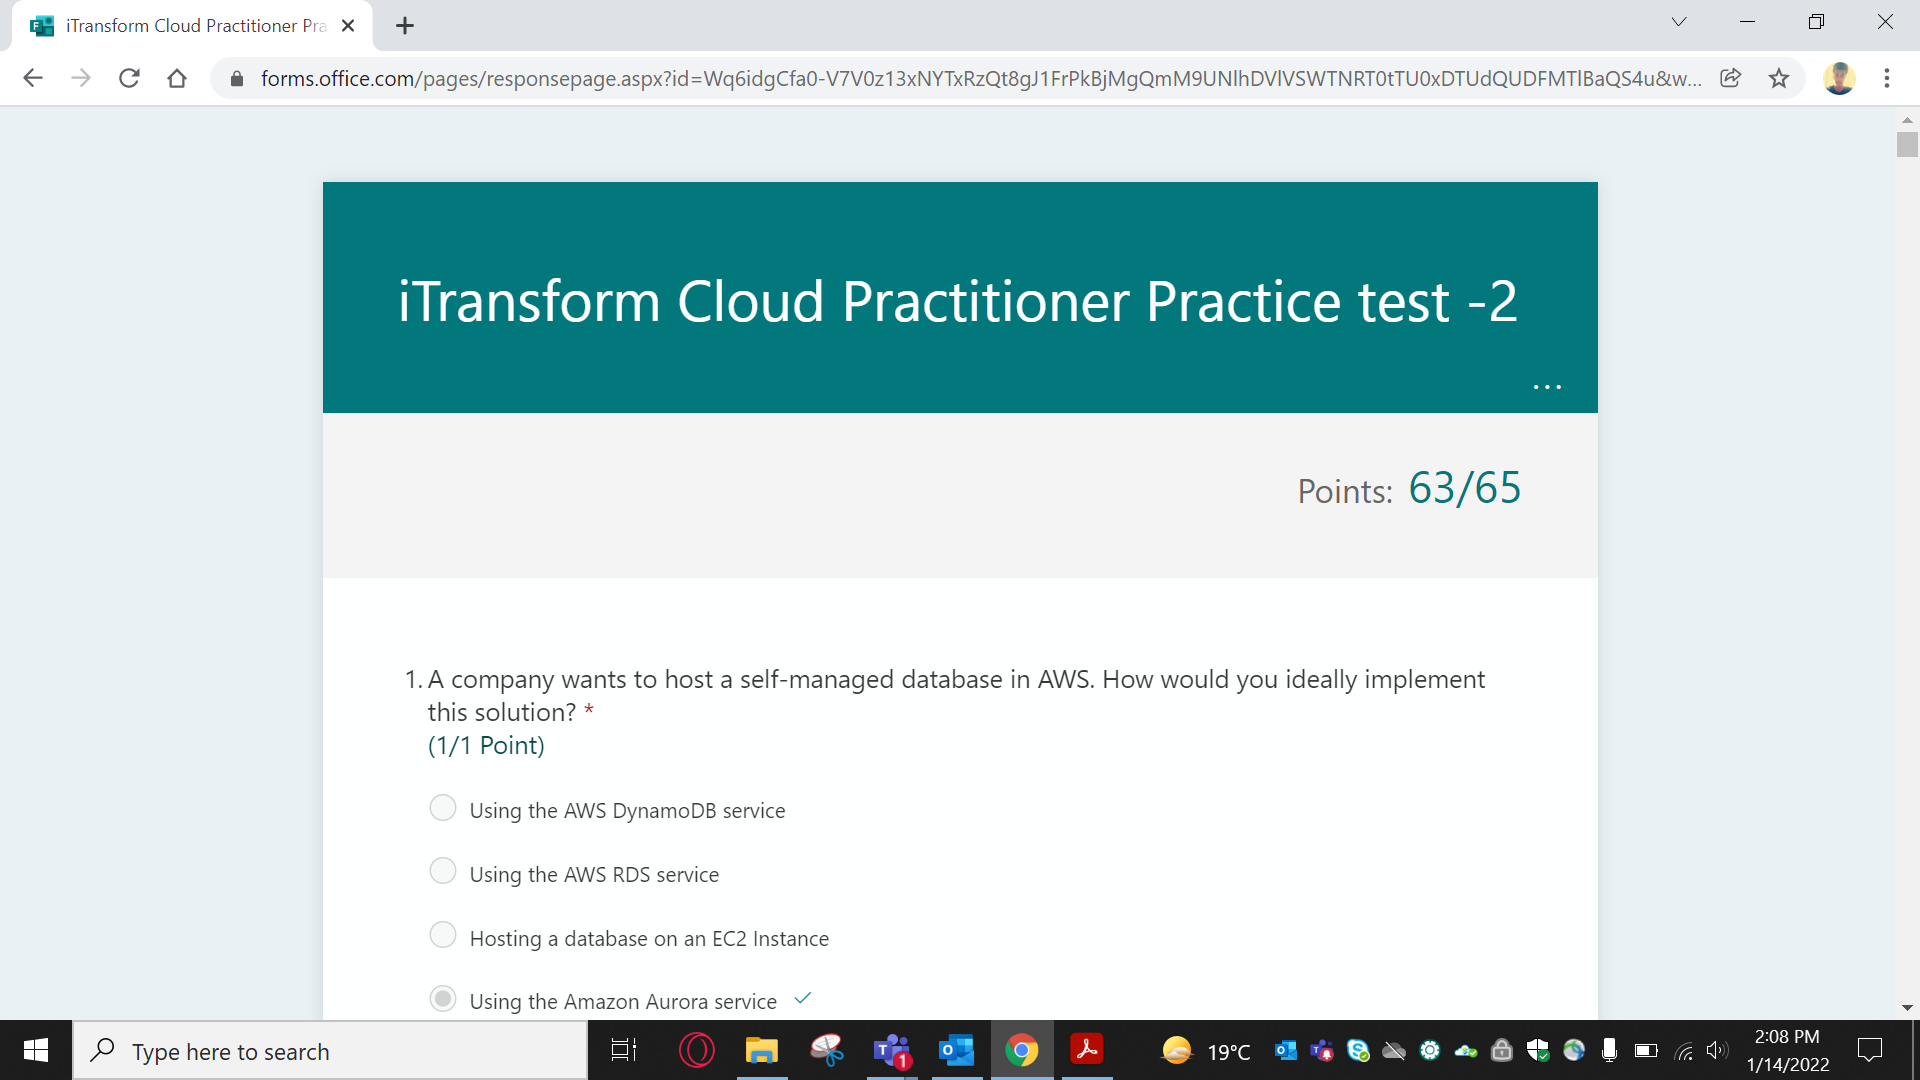 iTransform Cloud Practitioner Pra
forms.office.com/pages/responsepage.aspx?id=Wq6idgCfa0-V7V0z13xNYTxRzQt8gJ1FrPkBjMgQmM9UNlhDVlVSWTNRT0tTU0xDTUdQUDFMTlBaQS4u&w...
iTransform Cloud Practitioner Practice test -2
...
Points: 63/65
1. A company wants to host a self-managed database in AWS. How would you ideally implement
this solution? *
(1/1 Point)
Using the AWS DynamoDB service
Using the AWS RDS service
Hosting a database on an EC2 Instance
Using the Amazon Aurora service
Type here to search
1
19°C
2:08 PM
1/14/2022